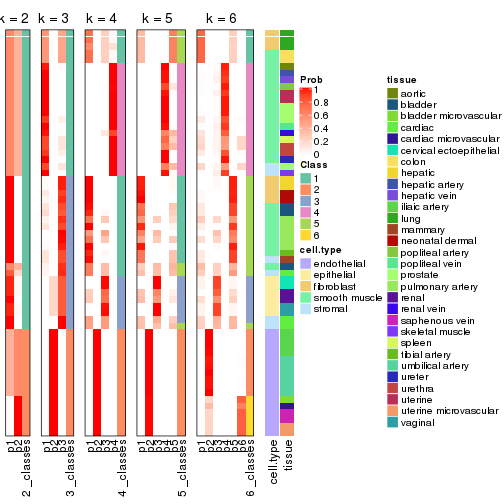 k = 2
k = 3
k = 4
k = 5
k = 6
p1
p2
2_classes
p1
p2
p3
3_classes
p1
p2
p3
p4
4_classes
p1
p2
p3
p4
p5
5_classes
p1
p2
p3
p4
p5
p6
6_classes
cell.type
tissue
Prob
1
0.8
0.6
0.4
0.2
0
Class
1
2
3
4
5
6
cell.type
endothelial
epithelial
fibroblast
smooth muscle
stromal
tissue
aortic
bladder
bladder microvascular
cardiac
cardiac microvascular
cervical ectoepithelial
colon
hepatic
hepatic artery
hepatic vein
iliaic artery
lung
mammary
neonatal dermal
popliteal artery
popliteal vein
prostate
pulmonary artery
renal
renal vein
saphenous vein
skeletal muscle
spleen
tibial artery
umbilical artery
ureter
urethra
uterine
uterine microvascular
vaginal